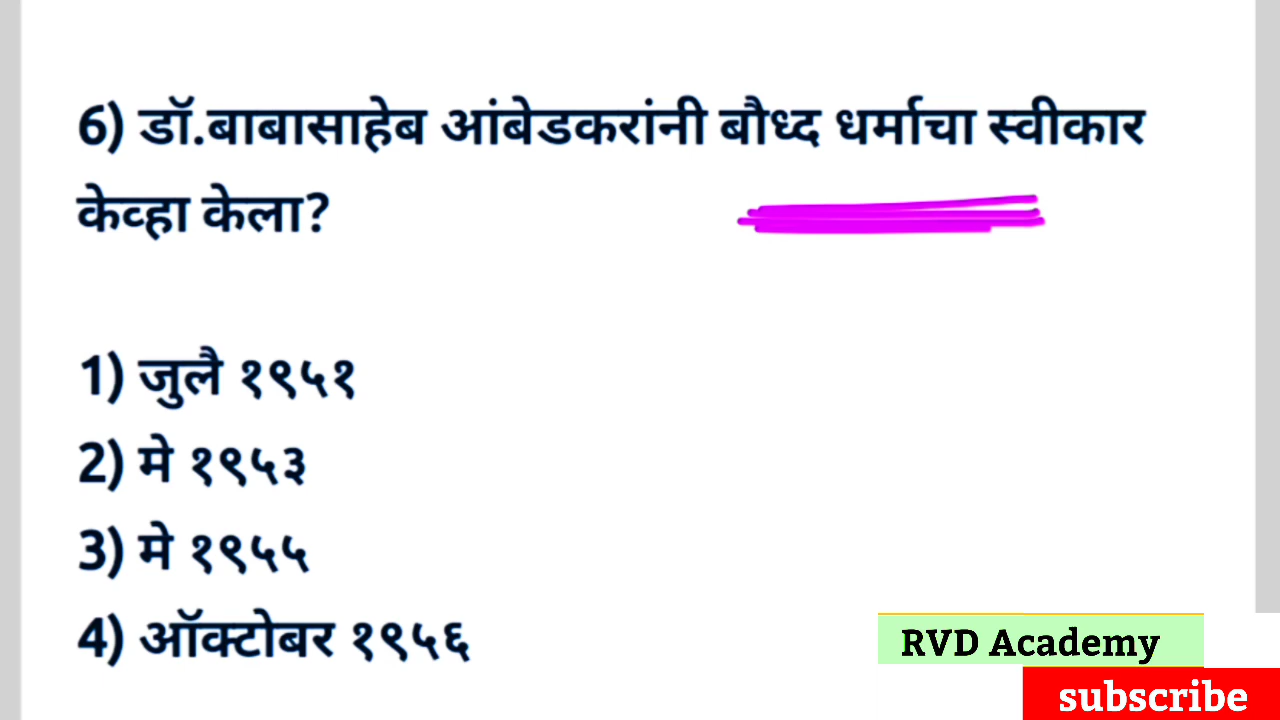 6) डॉ.बाबासाहेब आंबेडकरांनी बौध्द धर्माचा स्वीकार
केव्हा केला?
1) जुलै १९५१
2) मे १९५३
3) मे १९५५
4) ऑक्टोबर १९५६
RVD Academy
subscribe